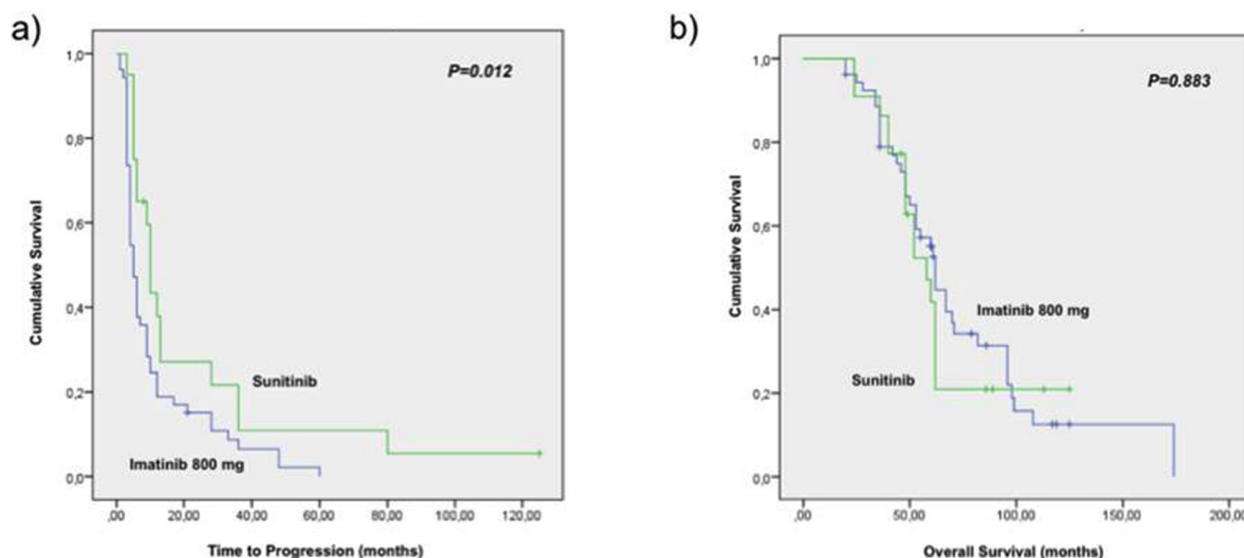 a)
P=0.012
Cumulative Survival
1,0
0,8
0,6
0,4
0,2
0,0
Sunitinib
Imatinib 800 mg
,00 20,00 40,00 60,00 80,00 100,00 120,00
Time to Progression (months)
b)
P=0.883
Cumulative Survival
1,0
0,8
0,6
0,4
0,2
0,0
Imatinib 800 mg
Sunitinib
,00 50,00 100,00 150,00 200,00
Overall Survival (months)